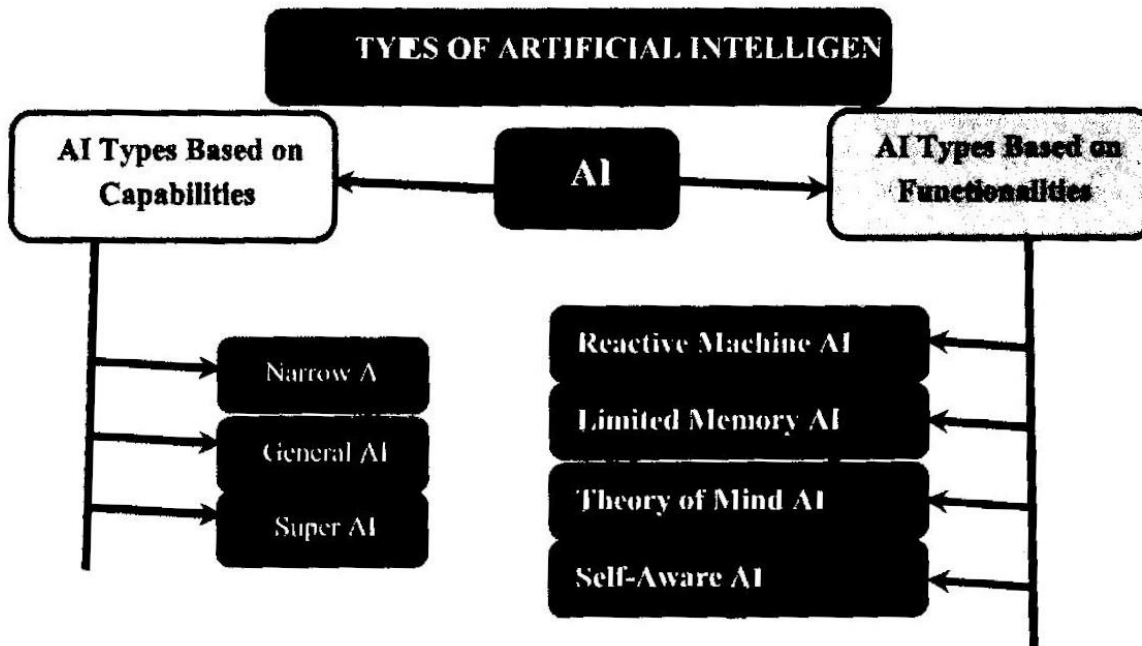 TYPES OF ARTIFICIAL INTELLIGEN
AI Types Based on
Capabilities
AI
AI Types Based on
Functionalities
Narrow A
General AI
Super AI
Reactive Machine AI
Limited Memory AI
Theory of Mind AI
Self-Aware AI